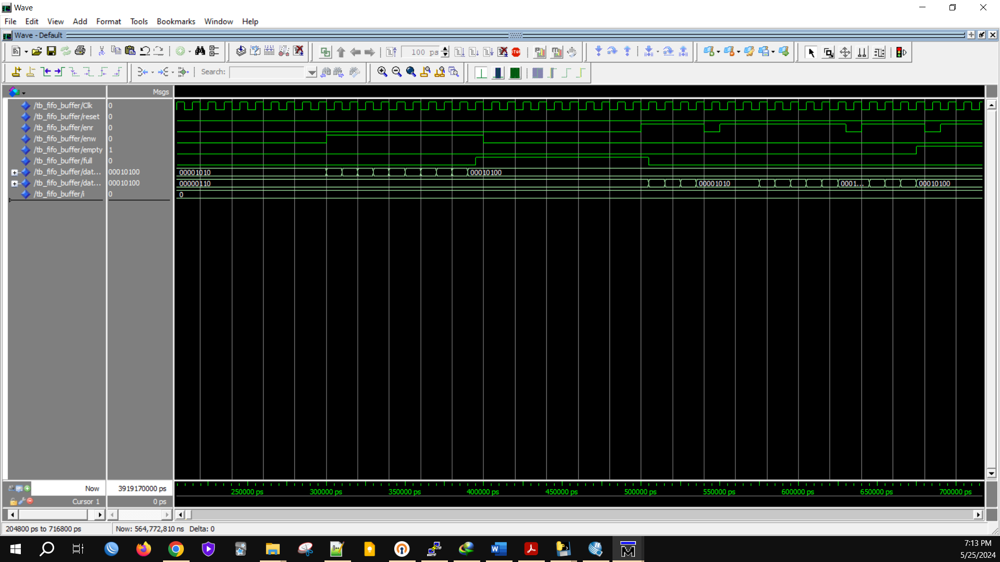 Wave
File Edit View Add Format Tools Bookmarks Window Help
Wave - Default
100 ps
STOP
Search:
Msgs
/tb_fifo_buffer/Clk 0
/tb_fifo_buffer/reset 0
/tb_fifo_buffer/enr 0
/tb_fifo_buffer/enw 0
/tb_fifo_buffer/empty 1
/tb_fifo_buffer/full 0
/tb_fifo_buffer/dat... 00010100 00001010 00010100
/tb_fifo_buffer/dat... 00010100 00000110 00001010 0001... 00010100
/tb_fifo_buffer/i 0 0
Now 3919170000 ps
250000 ps 300000 ps 350000 ps 400000 ps 450000 ps 500000 ps 550000 ps 600000 ps 650000 ps 700000 ps
Cursor 1 0 ps
204800 ps to 716800 ps Now: 564,772,810 ns Delta: 0
7:13 PM
5/25/2024